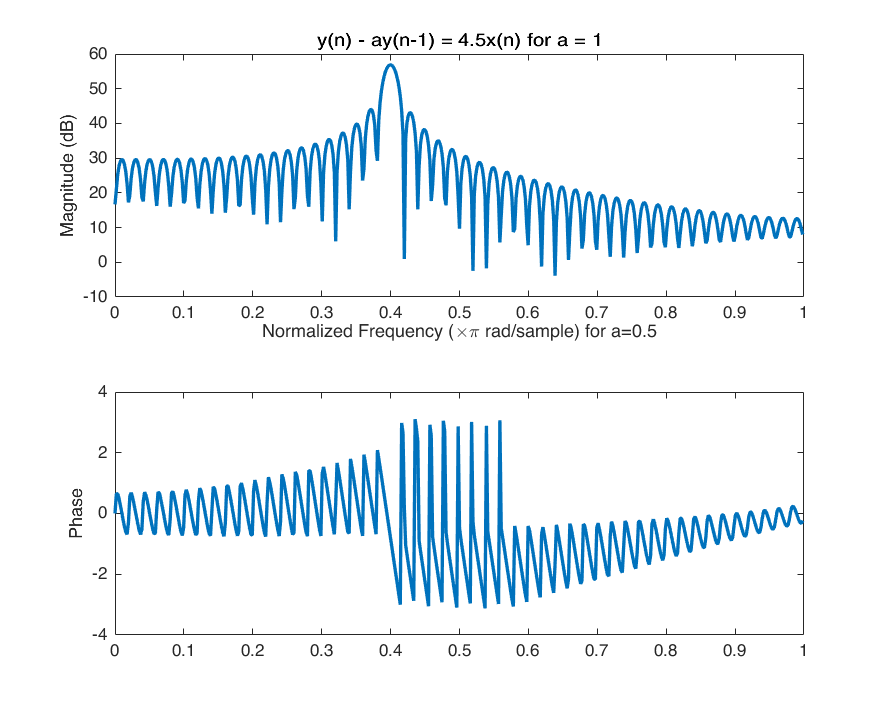 y(n) - ay(n-1) = 4.5x(n) for a = 1
60
50
40
30
20
10
0
-10
Magnitude (dB)
0 0.1 0.2 0.3 0.4 0.5 0.6 0.7 0.8 0.9 1
Normalized Frequency (×π rad/sample) for a=0.5
4
2
0
-2
-4
Phase
0 0.1 0.2 0.3 0.4 0.5 0.6 0.7 0.8 0.9 1